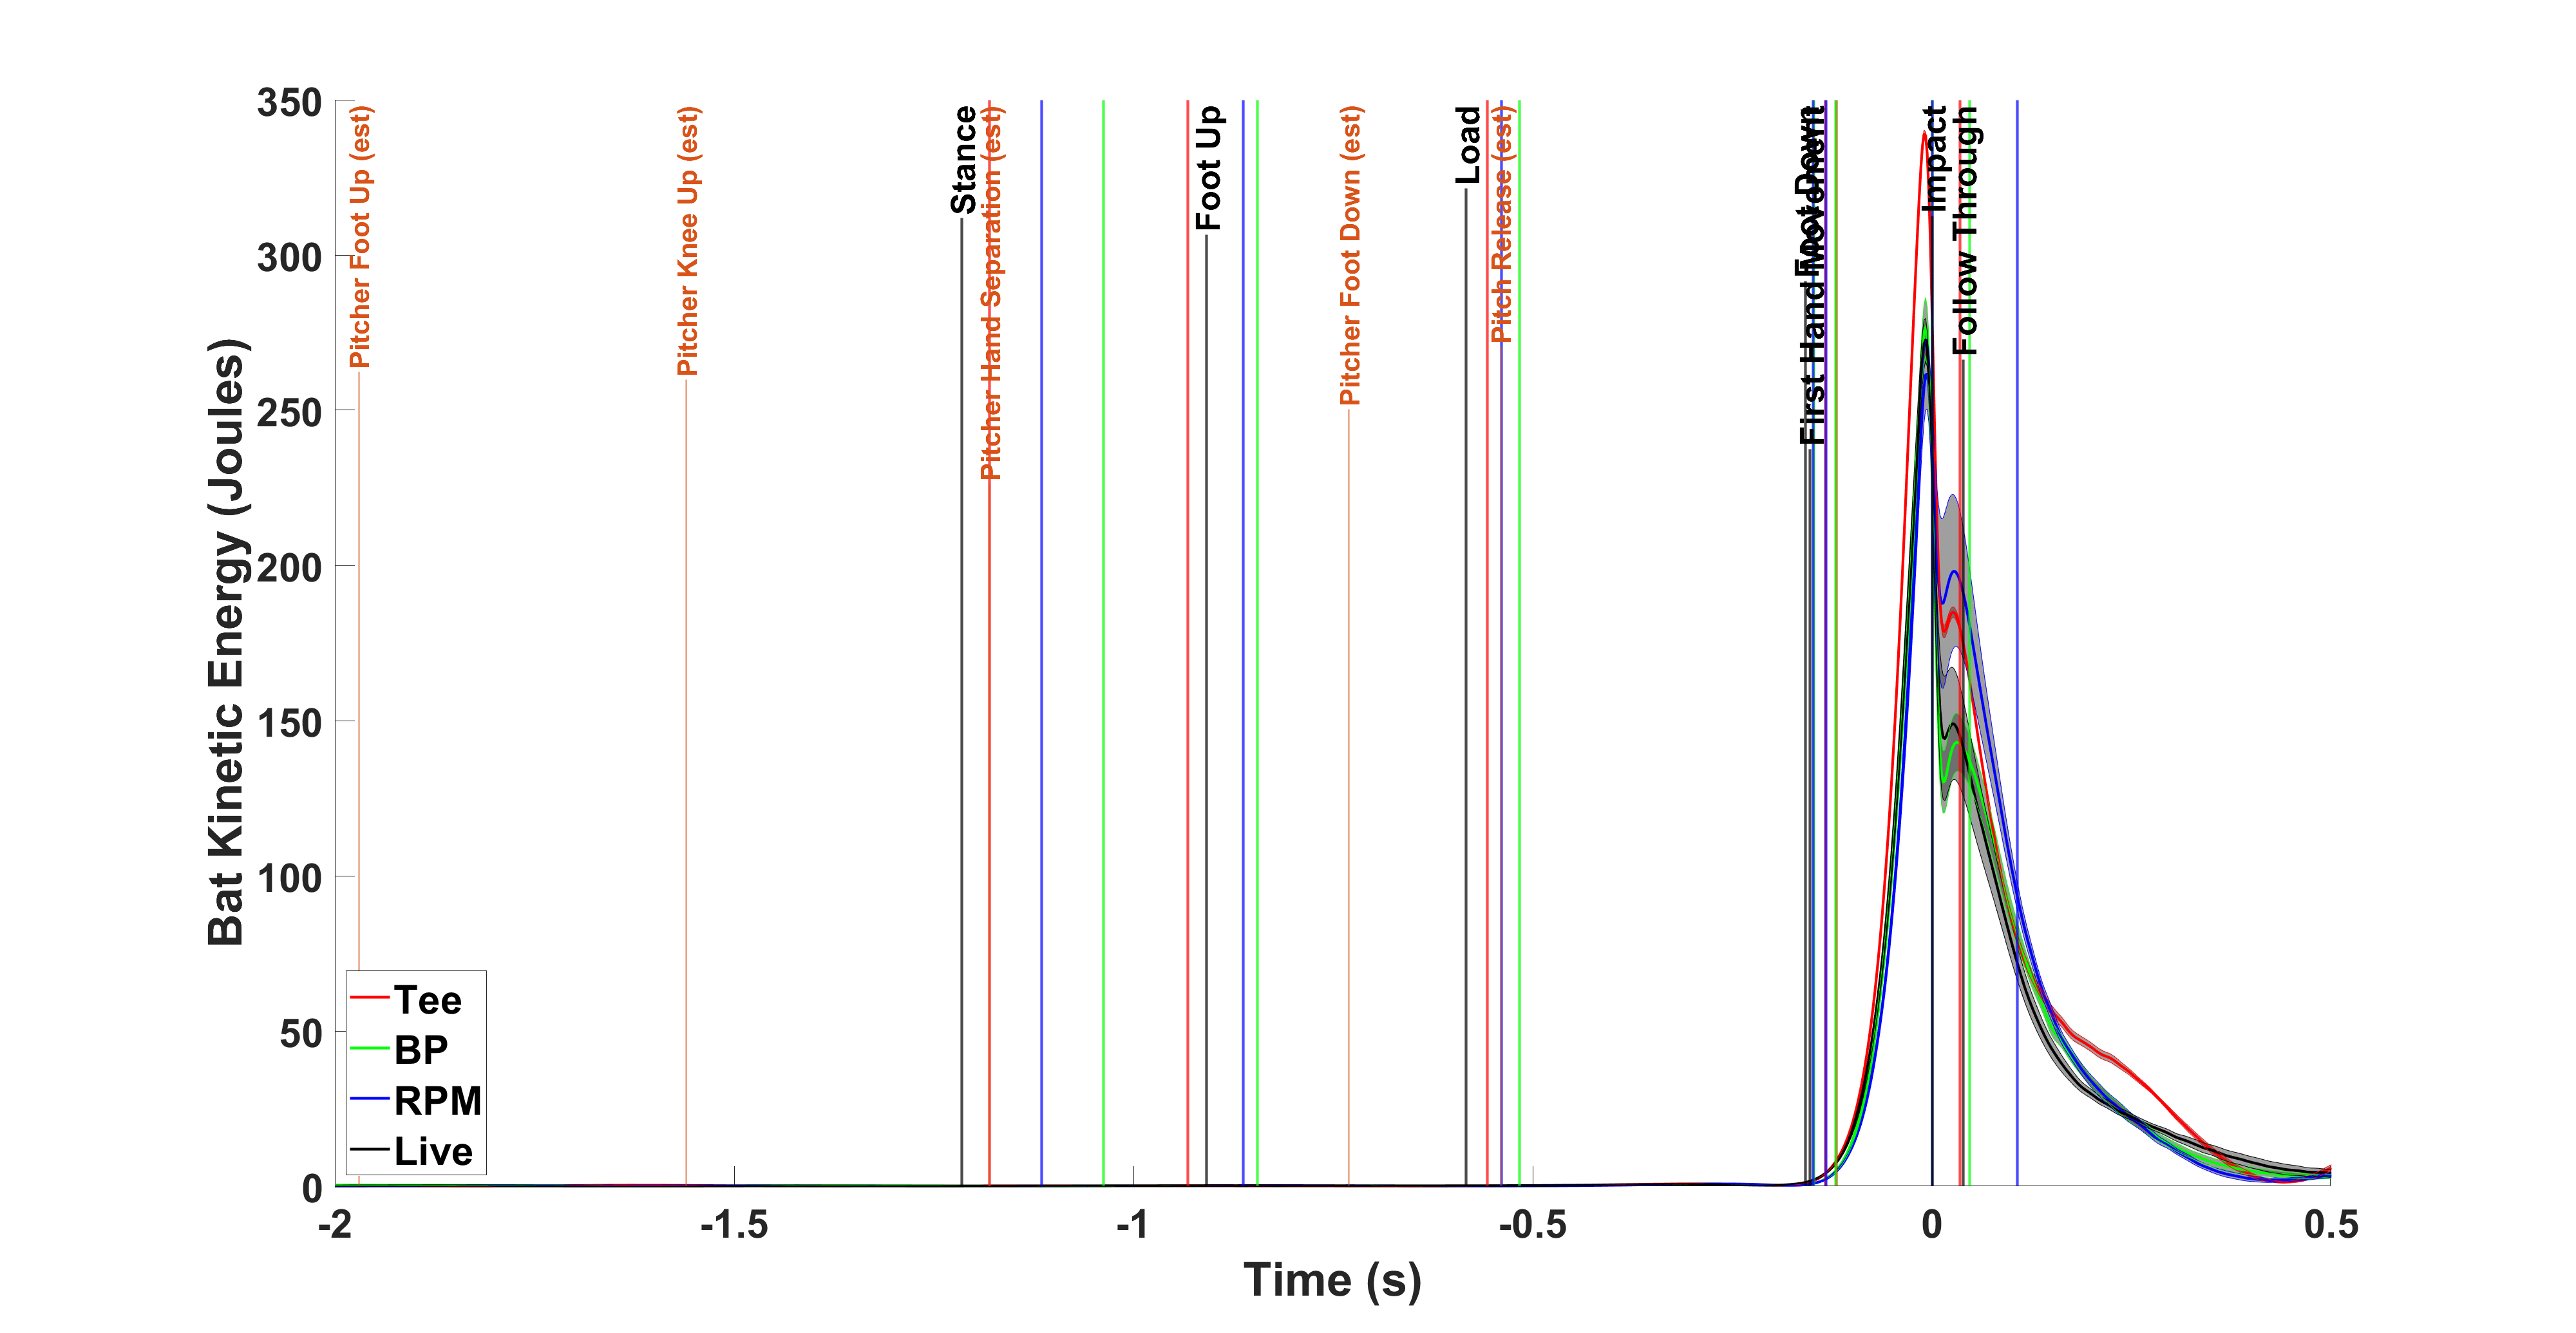 350
300
250
200
150
100
50
0
Bat Kinetic Energy (Joules)
Pitcher Foot Up (est)
Pitcher Knee Up (est)
Stance
Pitcher Hand Separation (est)
Foot Up
Pitcher Foot Down (est)
Load
Pitch Release (est)
Foot Down
First Hand Movement
Impact
Follow Through
Tee
BP
RPM
Live
-2
-1.5
-1
-0.5
0
0.5
Time (s)